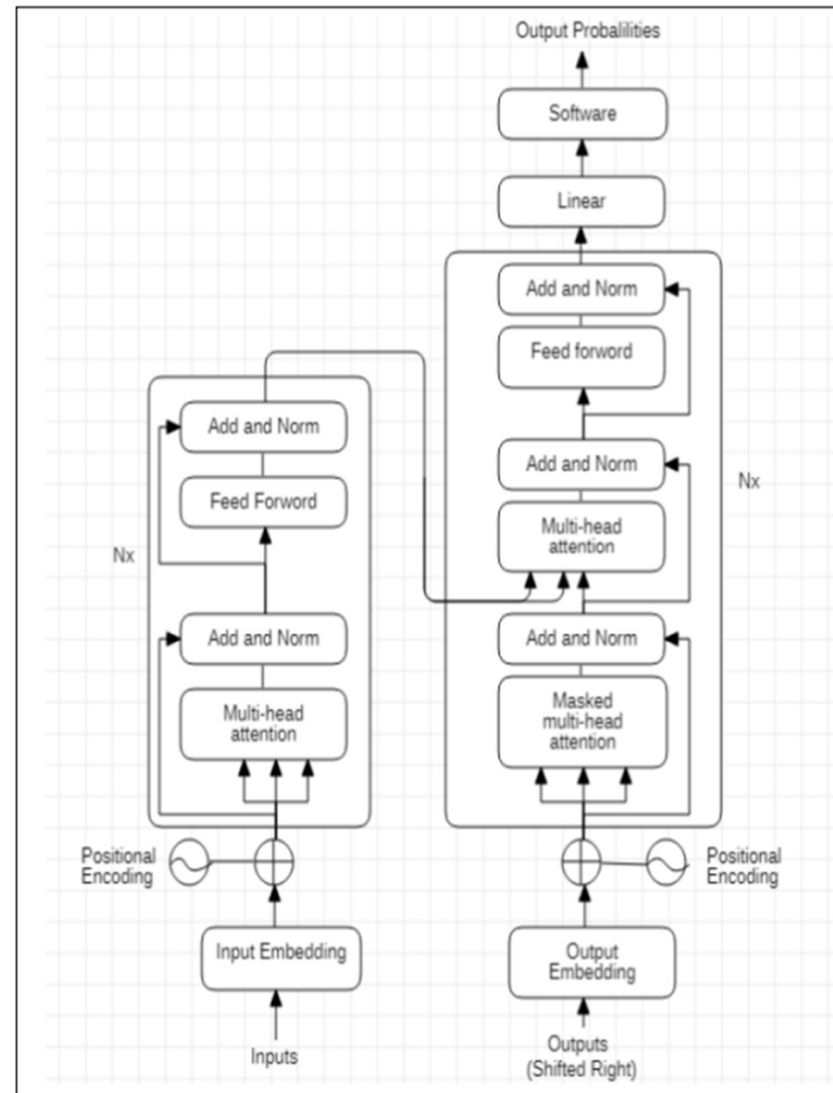 Output Probalilities
Software
Linear
Add and Norm
Feed forword
Add and Norm
Multi-head
attention
Nx
Add and Norm
Masked
multi-head
attention
Positional
Encoding
Output
Embedding
Outputs
(Shifted Right)
Add and Norm
Feed Forword
Nx
Add and Norm
Multi-head
attention
Positional
Encoding
Input Embedding
Inputs